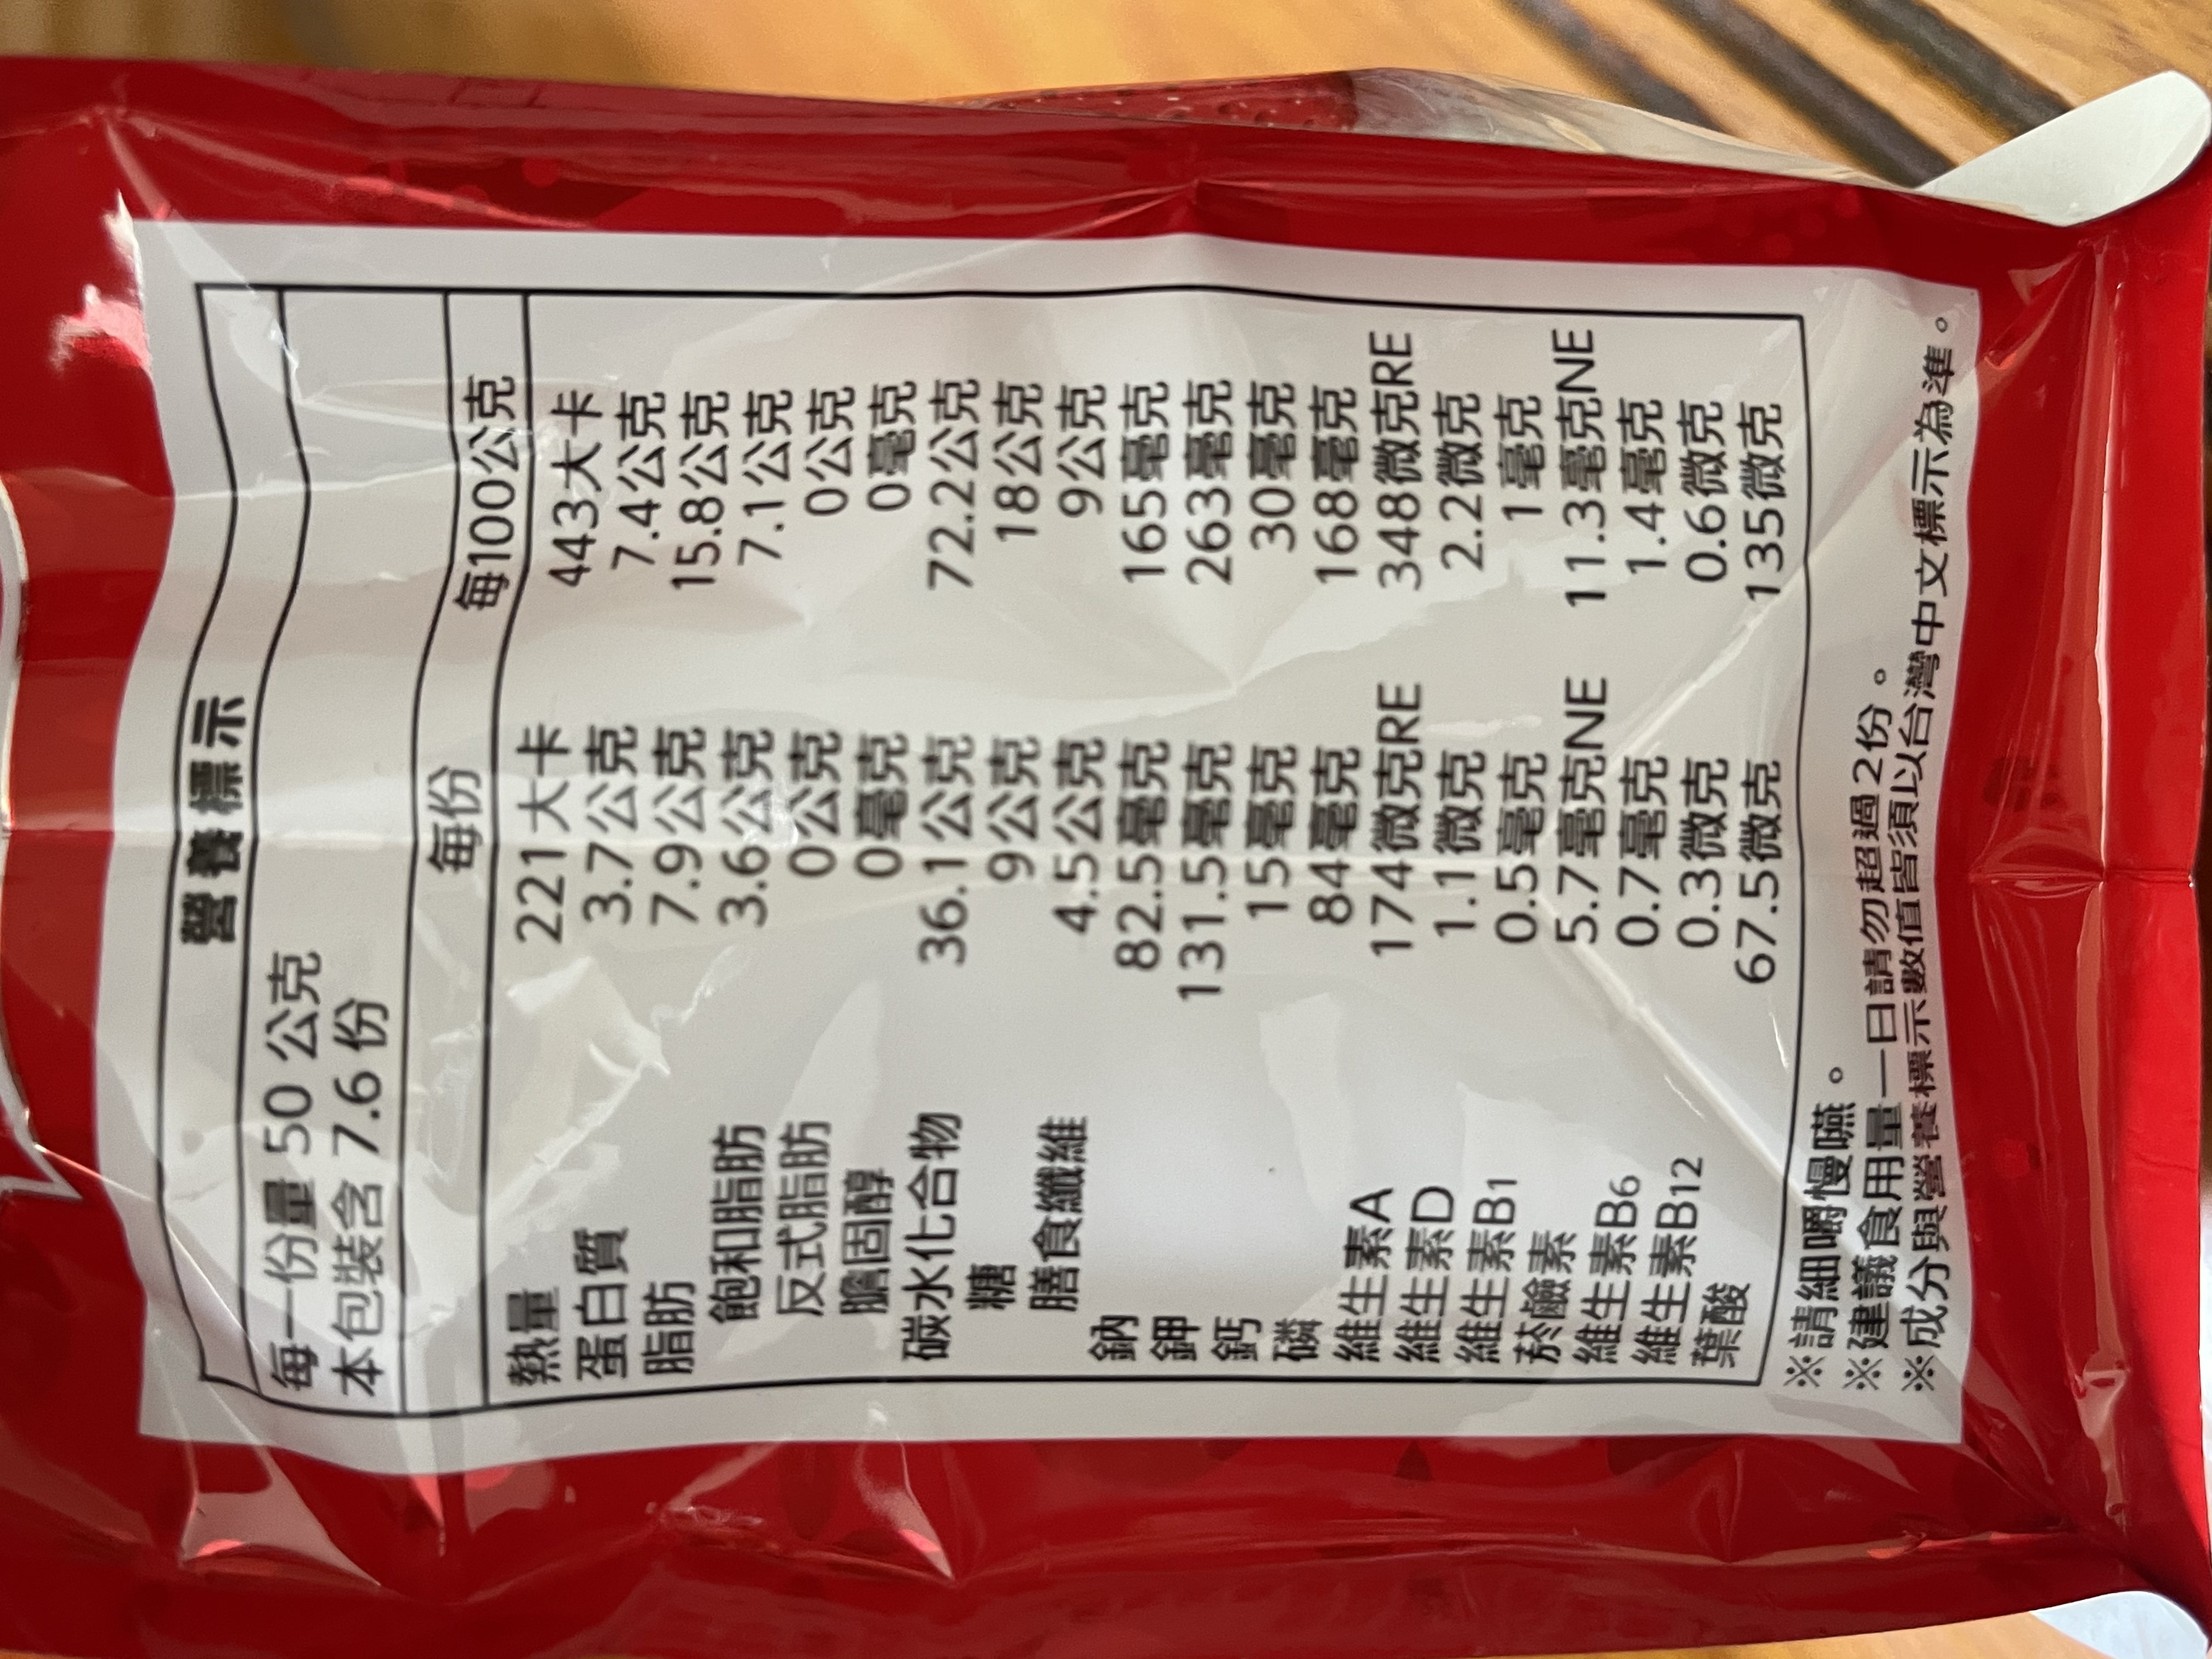 營養標示
每一份量 50 公克
本包裝含 7.6 份
每份 每100公克
熱量 221大卡 443大卡
蛋白質 3.7公克 7.4公克
脂肪 7.9公克 15.8公克
飽和脂肪 3.6公克 7.1公克
反式脂肪 0公克 0公克
膽固醇 0毫克 0毫克
碳水化合物 36.1公克 72.2公克
糖 9公克 18公克
膳食纖維 4.5公克 9公克
鈉 82.5毫克 165毫克
鉀 131.5毫克 263毫克
鈣 15毫克 30毫克
磷 84毫克 168毫克
維生素A 174微克RE 348微克RE
維生素D 1.1微克 2.2微克
維生素B1 0.5毫克 1毫克
菸鹼素 5.7毫克NE 11.3毫克NE
維生素B6 0.7毫克 1.4毫克
維生素B12 0.3微克 0.6微克
葉酸 67.5微克 135微克
※請細嚼慢嚥。
※建議食用量一日請勿超過2份。
※成分與營養標示數值皆須以台灣中文標示為準。